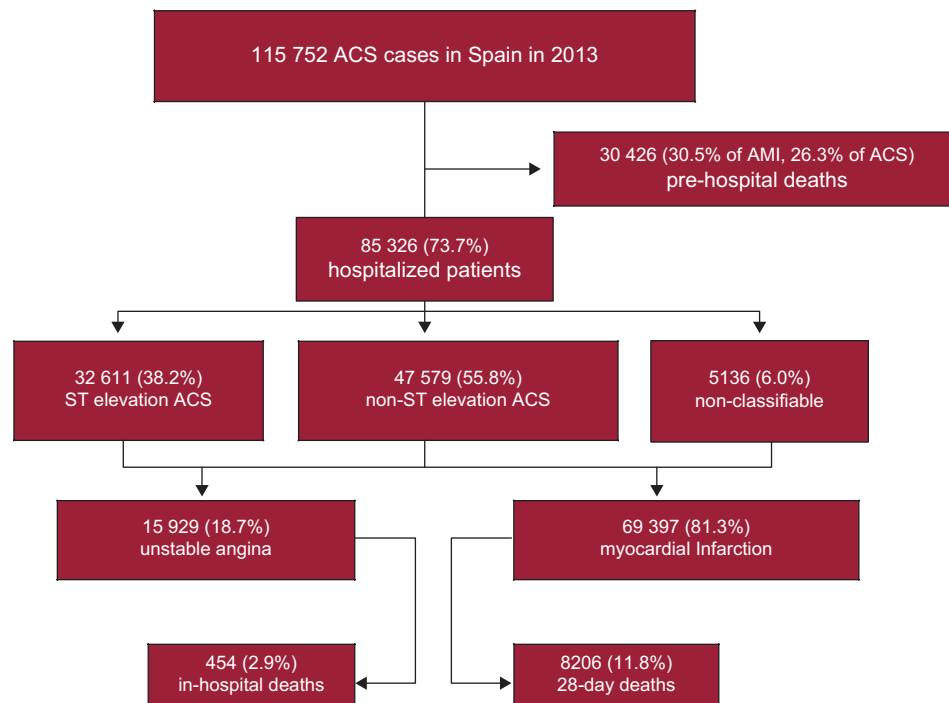 115 752 ACS cases in Spain in 2013
30 426 (30.5% of AMI, 26.3% of ACS)
pre-hospital deaths
85 326 (73.7%)
hospitalized patients
32 611 (38.2%)
ST elevation ACS
47 579 (55.8%)
non-ST elevation ACS
5136 (6.0%)
non-classifiable
15 929 (18.7%)
unstable angina
69 397 (81.3%)
myocardial Infarction
454 (2.9%)
in-hospital deaths
8206 (11.8%)
28-day deaths